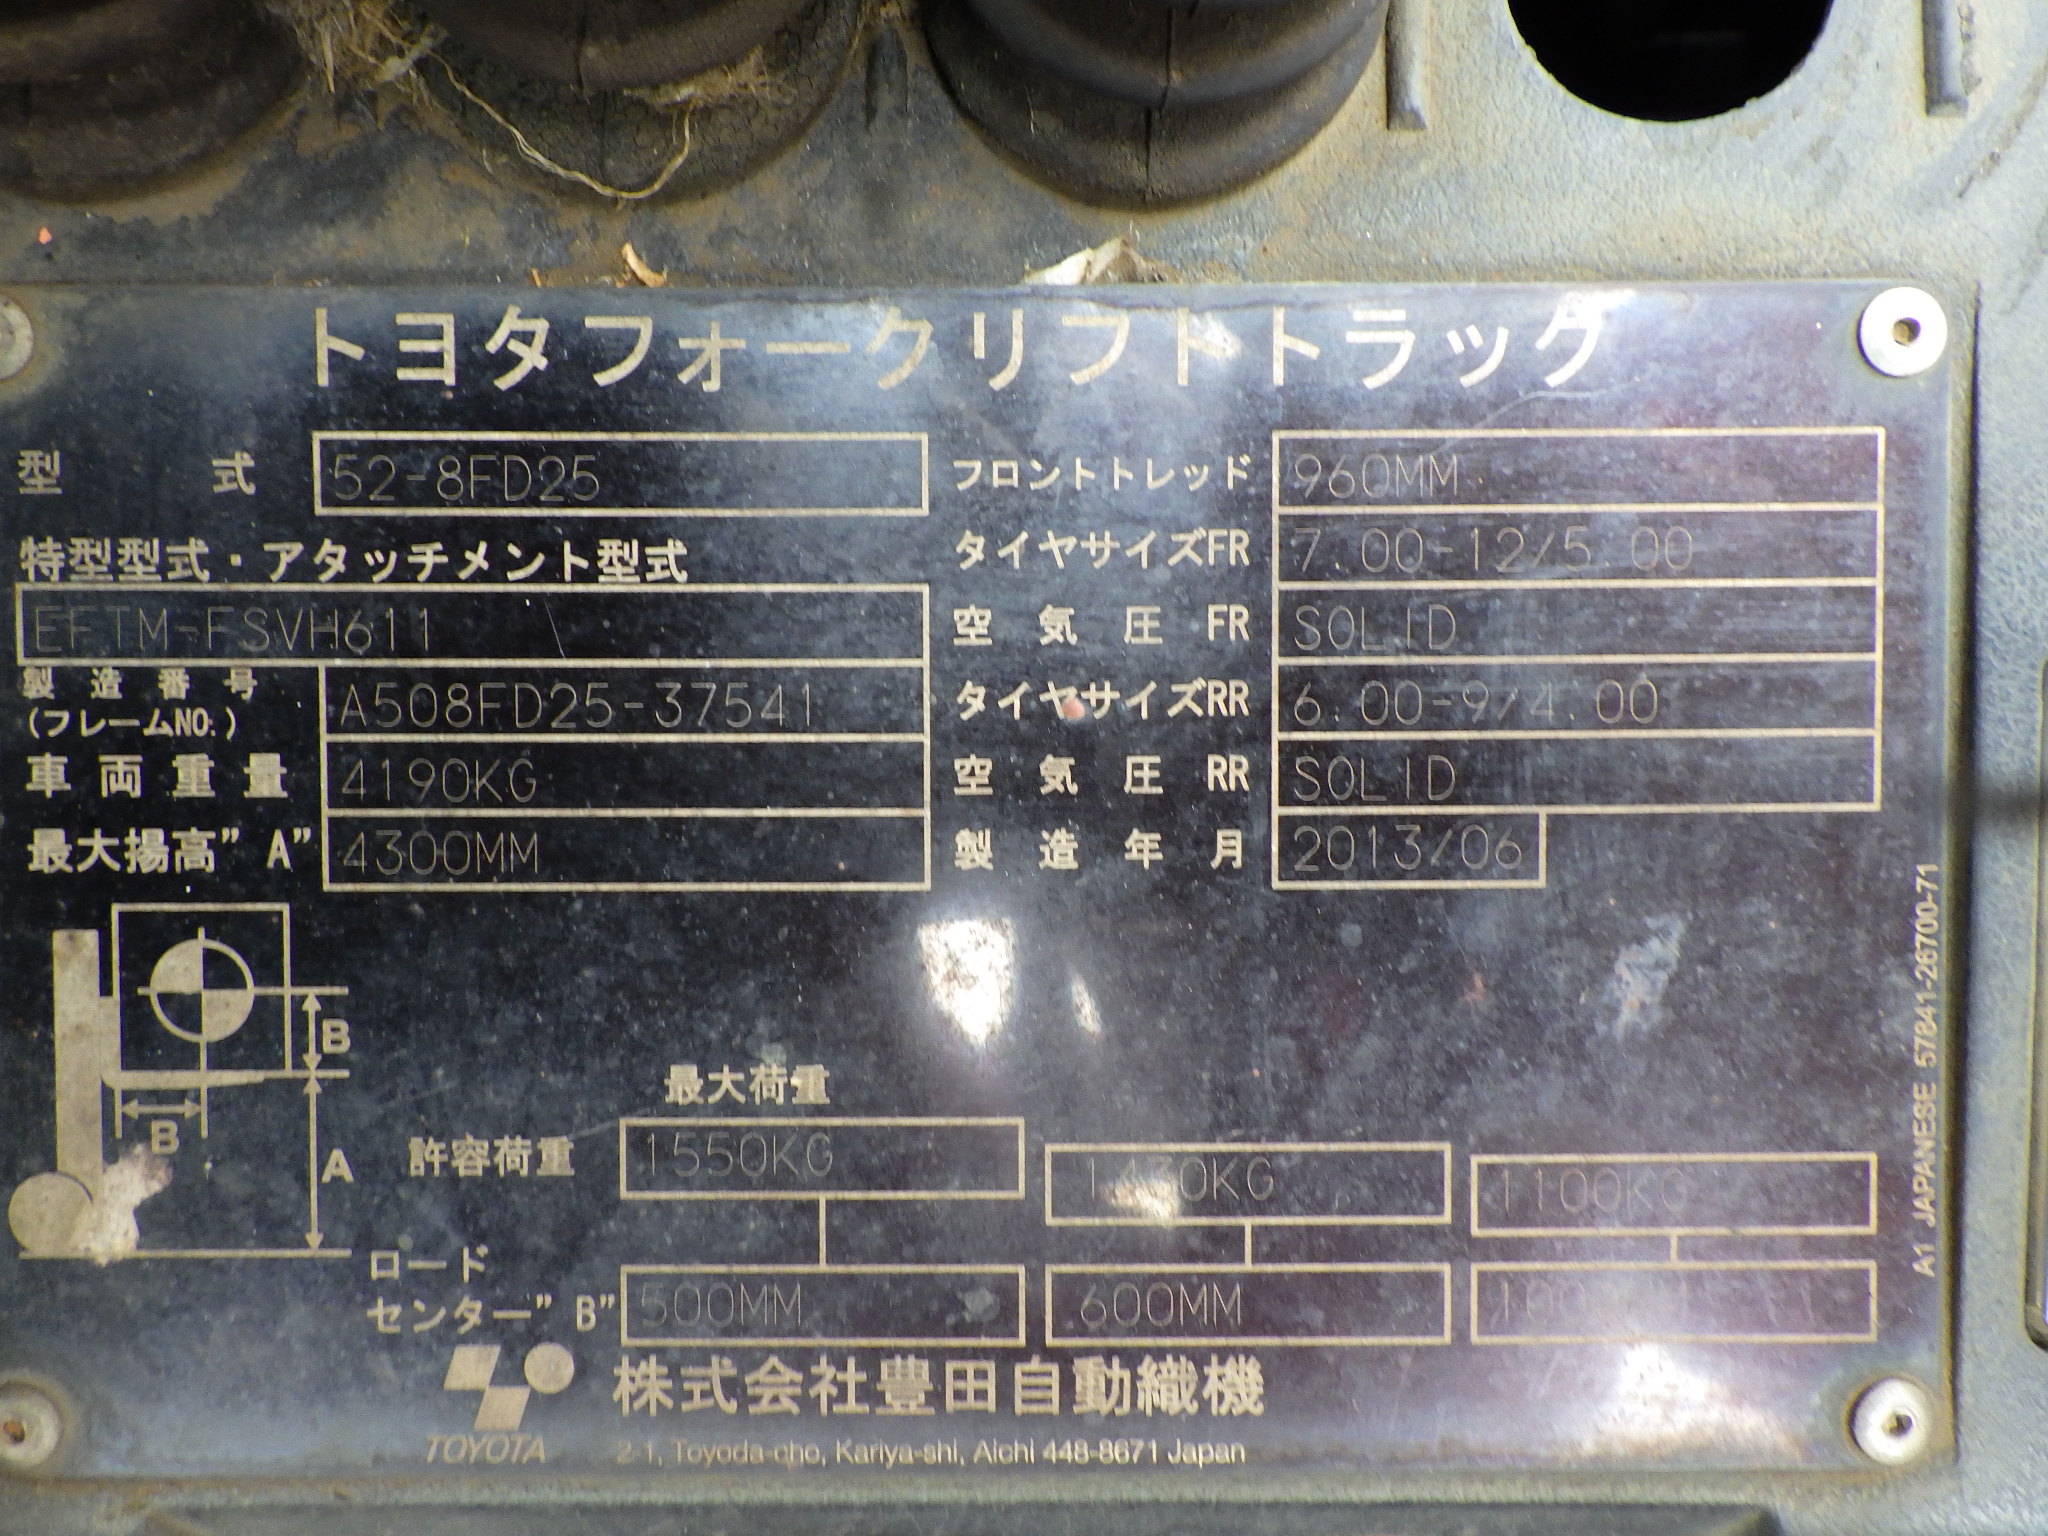 トヨタフォークリフトトラック
型式 52-8FD25
特型型式・アタッチメント型式
EFTM-FSVH611
製造番号
(フレームNO.) A508FD25-37541
車両重量 4190KG
最大揚高"A" 4300MM
フロントトレッド 960MM
タイヤサイズFR 7.00-12/5.00
空気圧 FR SOLID
タイヤサイズRR 6.00-9/4.00
空気圧 RR SOLID
製造年月 2013/06
B
B
A
最大荷重
許容荷重 1550KG 1100KG
ロード
センター"B" 500MM 600MM
株式会社豊田自動織機
TOYOTA 2-1, Toyoda-cho, Kariya-shi, Aichi 448-8671 Japan
A1 JAPANESE 57841-26700-71